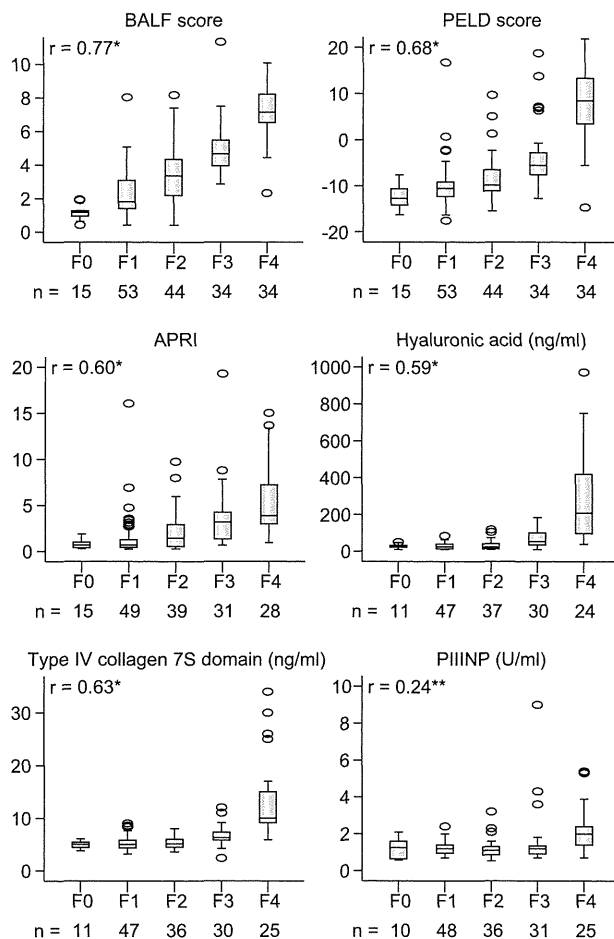 BALF score
r = 0.77*
10
8
6
4
2
0
F0 F1 F2 F3 F4
n = 15 53 44 34 34
PELD score
r = 0.68*
20
10
0
-10
-20
F0 F1 F2 F3 F4
n = 15 53 44 34 34
APRI
r = 0.60*
20
15
10
5
0
F0 F1 F2 F3 F4
n = 15 49 39 31 28
Hyaluronic acid (ng/ml)
r = 0.59*
1000
800
600
400
200
0
F0 F1 F2 F3 F4
n = 11 47 37 30 24
Type IV collagen 7S domain (ng/ml)
r = 0.63*
30
20
10
0
F0 F1 F2 F3 F4
n = 11 47 36 30 25
PIIINP (U/ml)
r = 0.24**
10
8
6
4
2
0
F0 F1 F2 F3 F4
n = 10 48 36 31 25